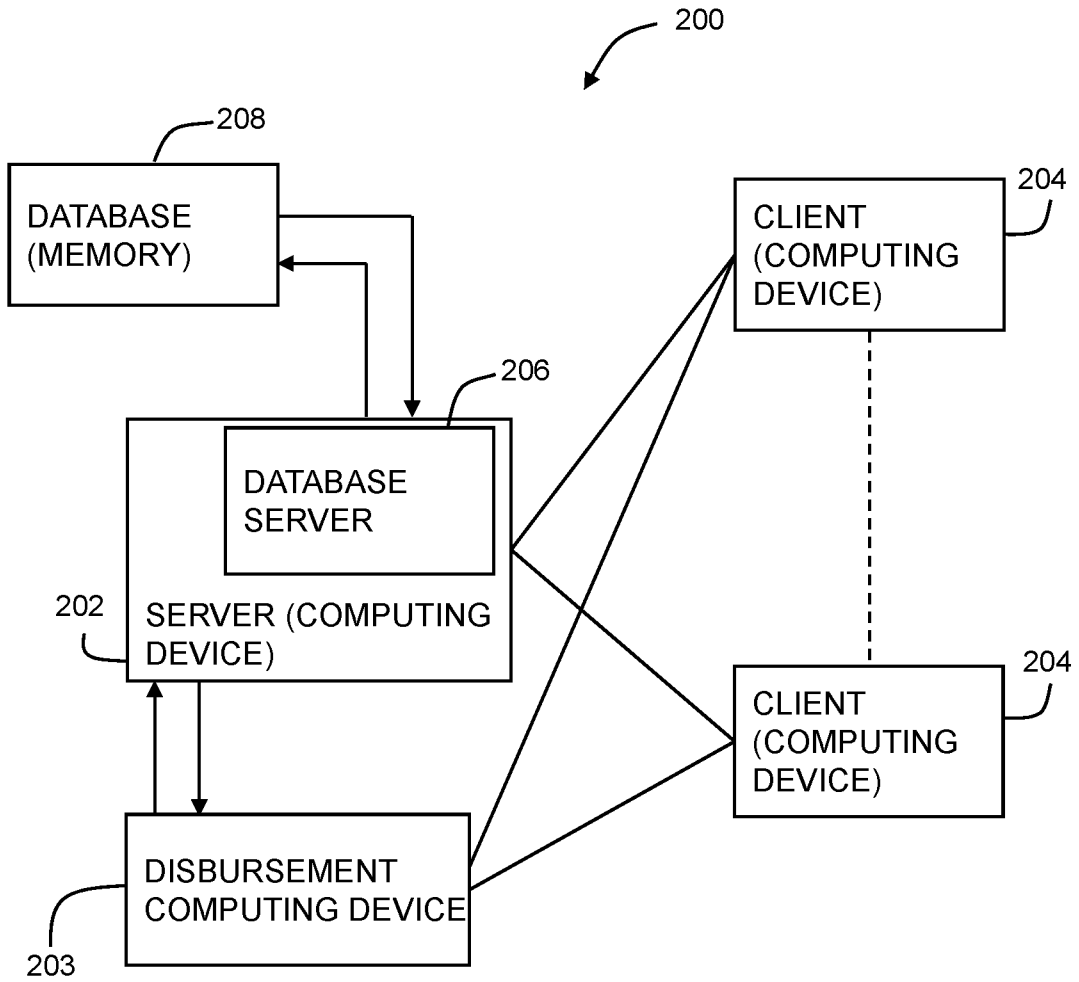 200
208
DATABASE
(MEMORY)
204
CLIENT
(COMPUTING
DEVICE)
206
DATABASE
SERVER
202
SERVER (COMPUTING
DEVICE)
204
CLIENT
(COMPUTING
DEVICE)
DISBURSEMENT
COMPUTING DEVICE
203